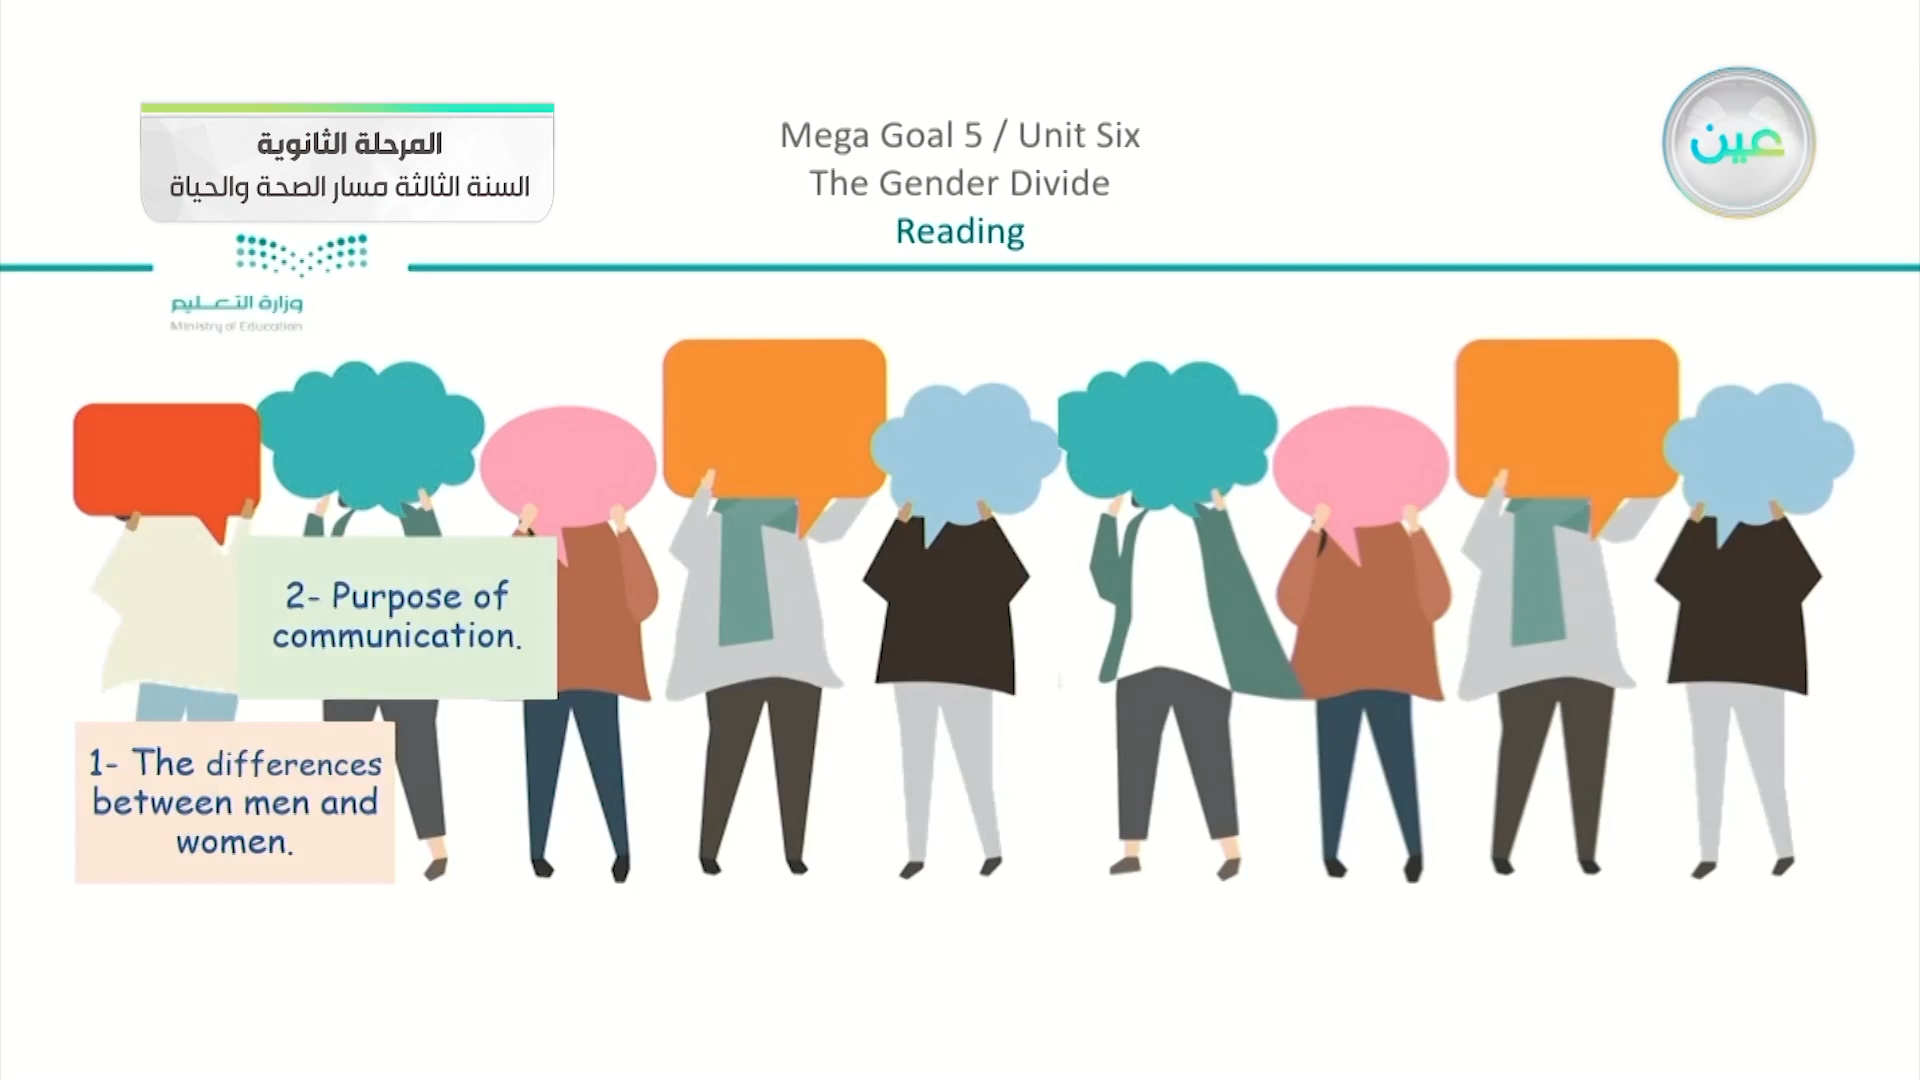 المرحلة الثانوية
السنة الثالثة مسار الصحة والحياة
Mega Goal 5 / Unit Six
The Gender Divide
Reading
عين
وزارة التعليم
Ministry of Education
2- Purpose of
communication.
1- The differences
between men and
women.